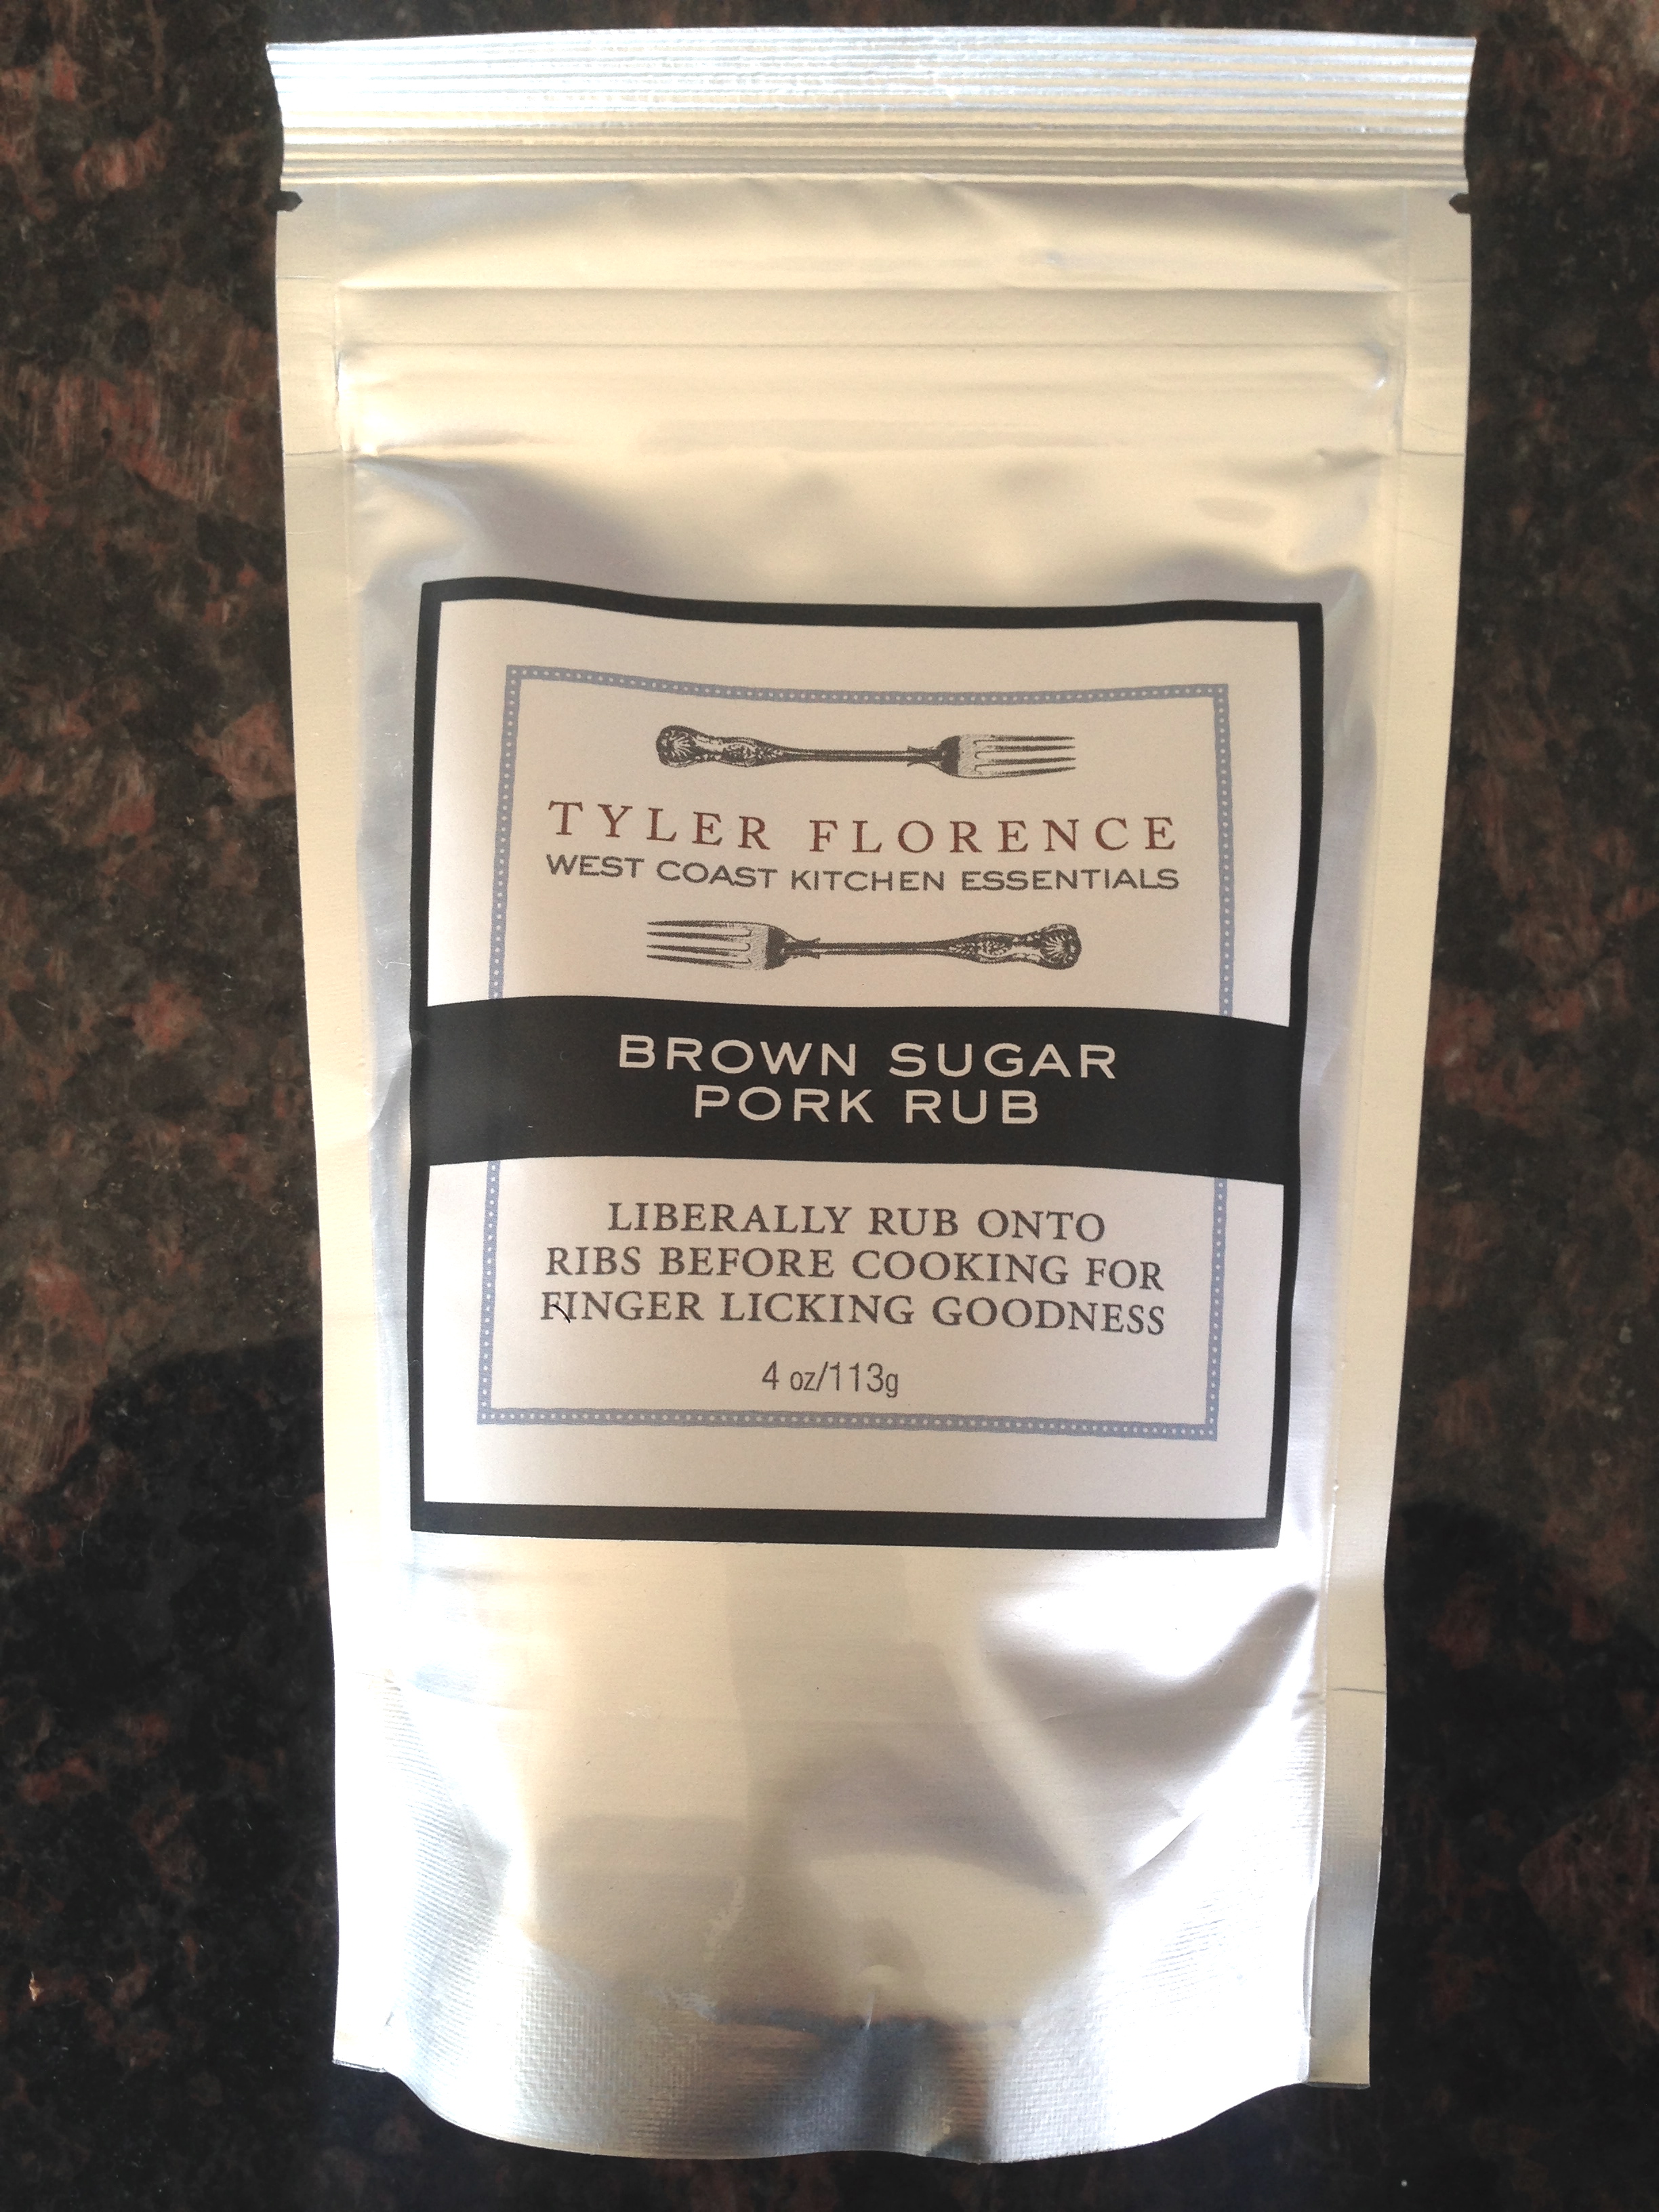 TYLER FLORENCE
WEST COAST KITCHEN ESSENTIALS
BROWN SUGAR
PORK RUB
LIBERALLY RUB ONTO
RIBS BEFORE COOKING FOR
FINGER LICKING GOODNESS
4 oz/113g